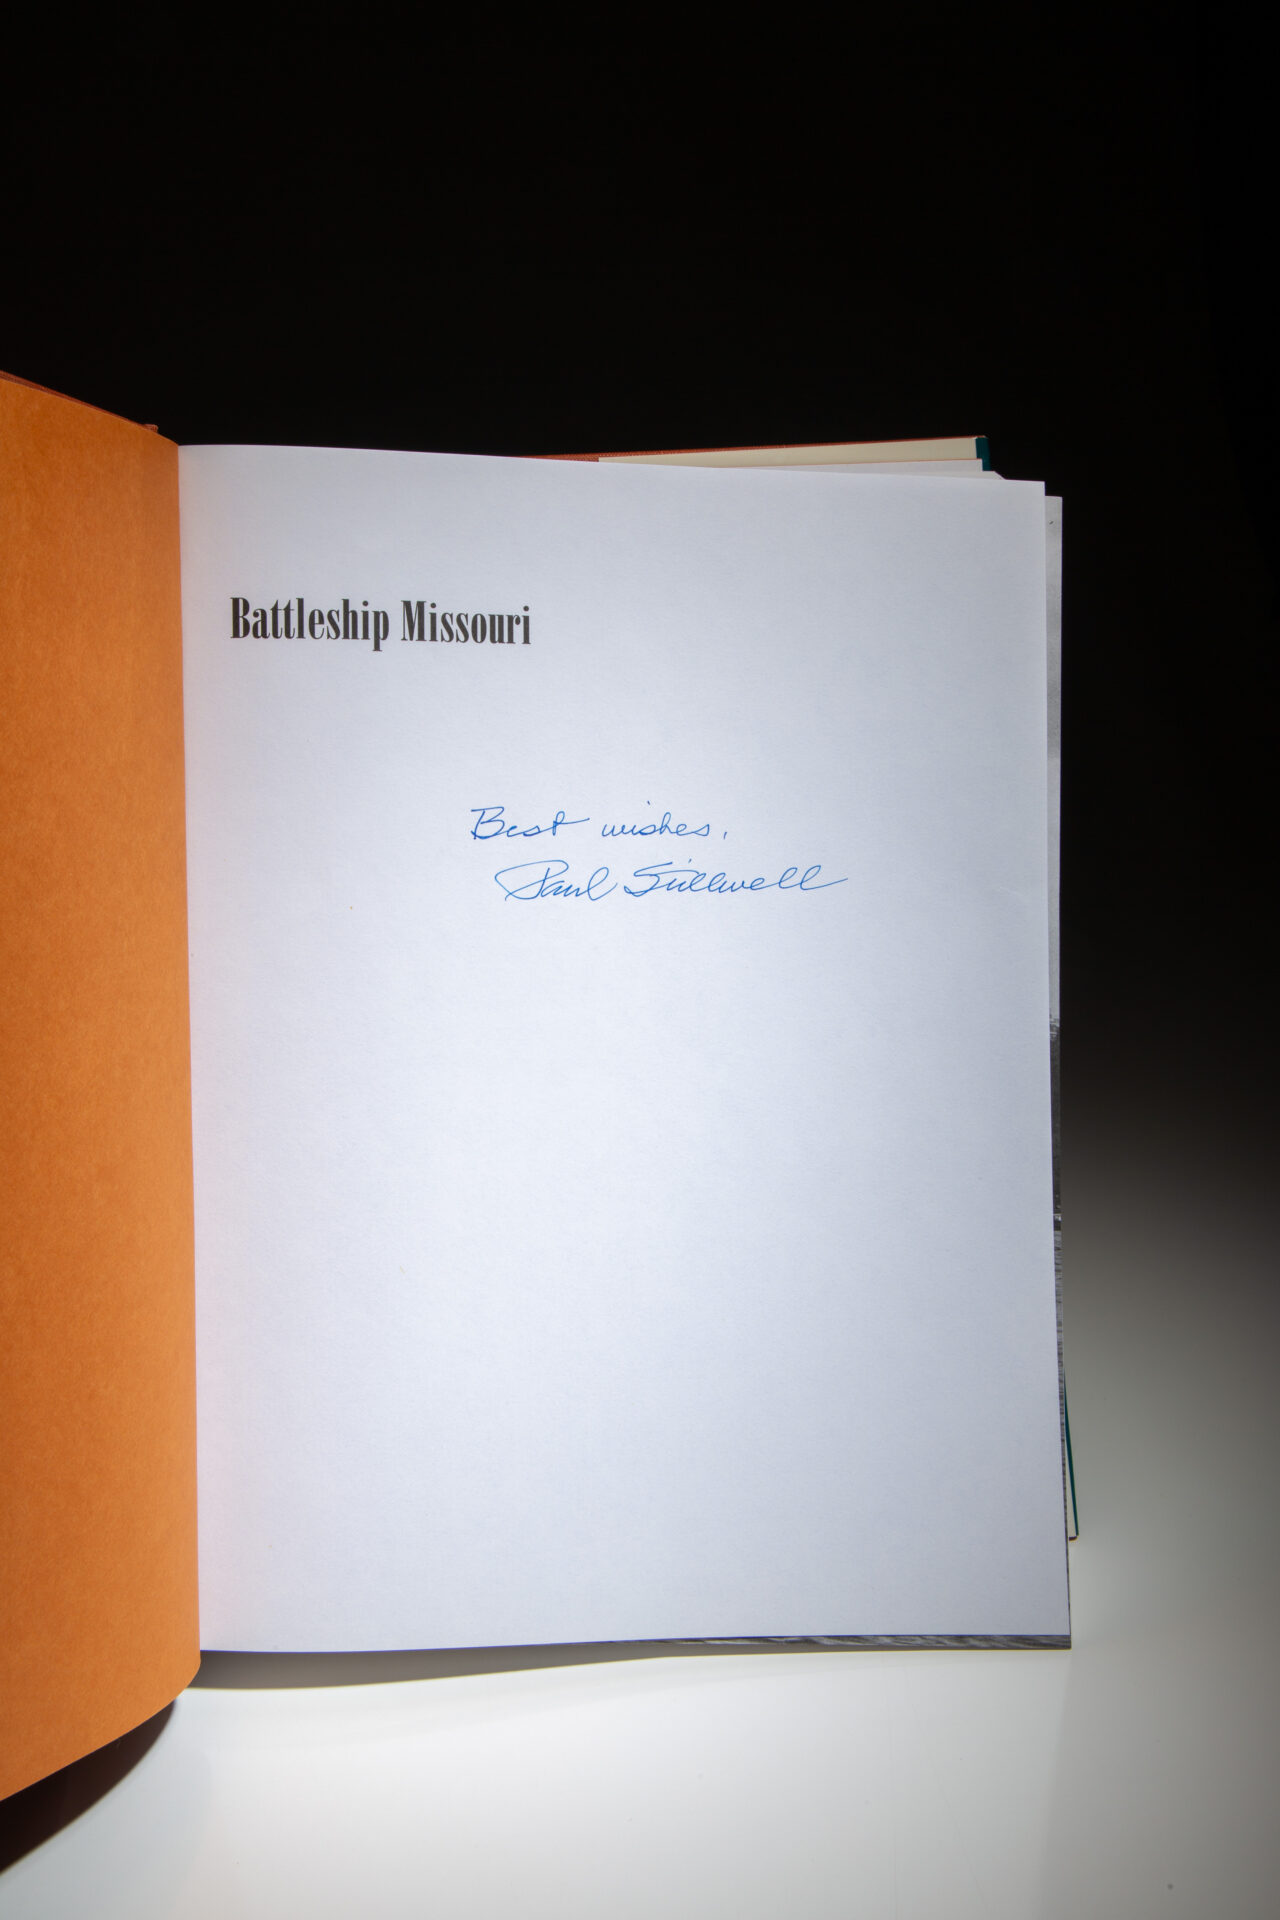 Battleship Missouri
Best wishes,
Paul Stillwell